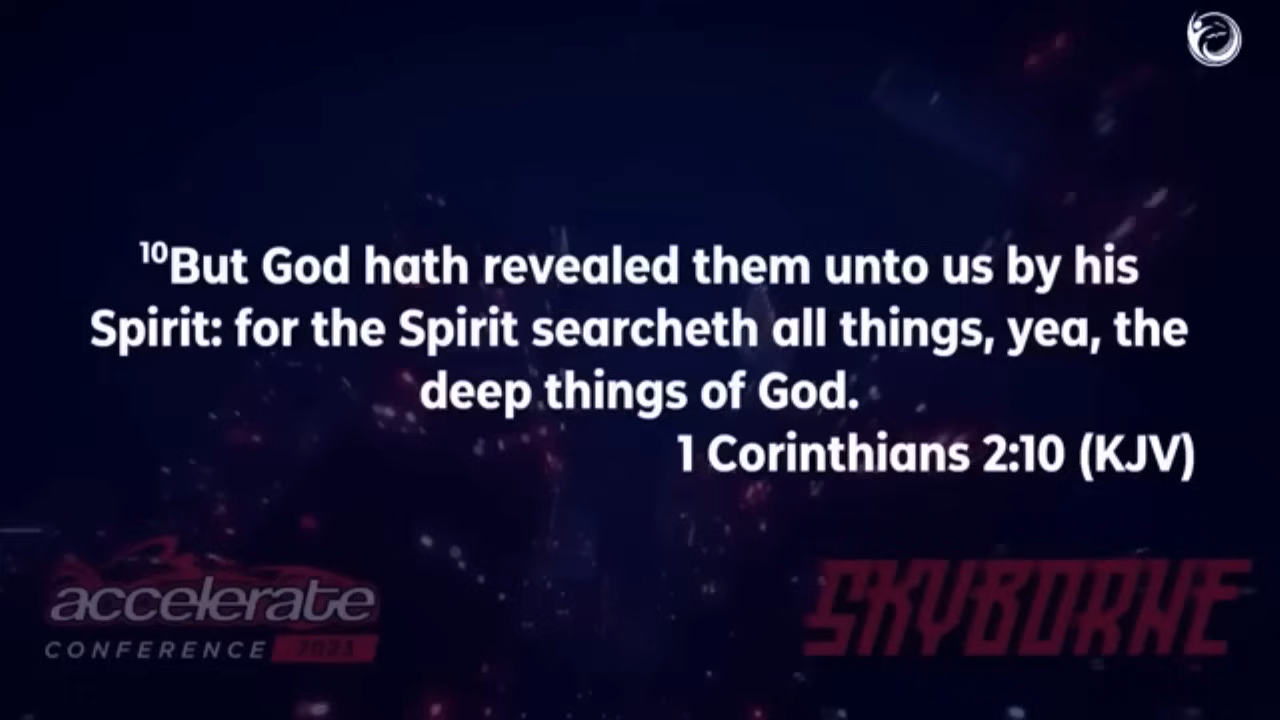 ¹⁰But God hath revealed them unto us by his
Spirit: for the Spirit searcheth all things, yea, the
deep things of God.
1 Corinthians 2:10 (KJV)
accelerate
CONFERENCE 2023
SKYBORNE